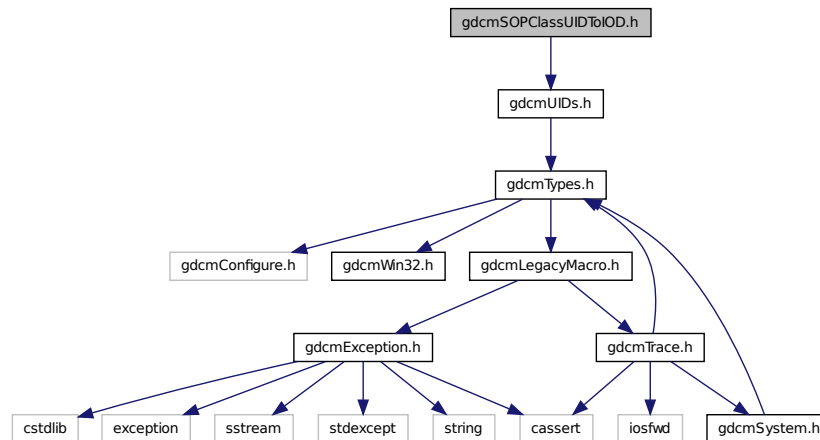 gdcmSOPClassUIDToIOD.h
gdcmUIDs.h
gdcmTypes.h
gdcmConfigure.h
gdcmWin32.h
gdcmLegacyMacro.h
gdcmException.h
gdcmTrace.h
cstdlib
exception
sstream
stdexcept
string
cassert
iosfwd
gdcmSystem.h